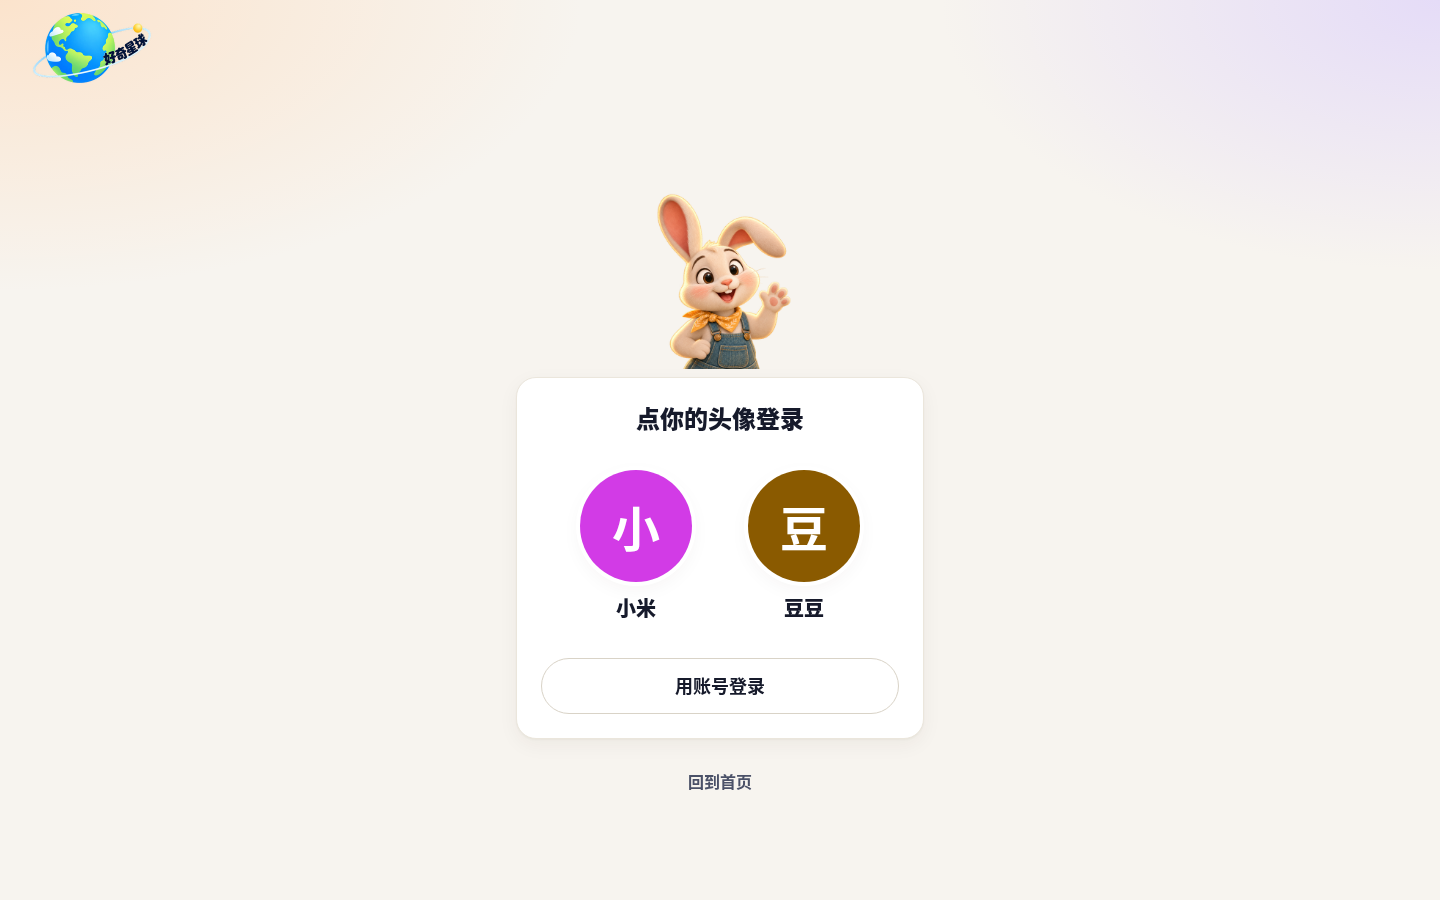 好奇星球
点你的头像登录
小
豆
小米
豆豆
用账号登录
回到首页